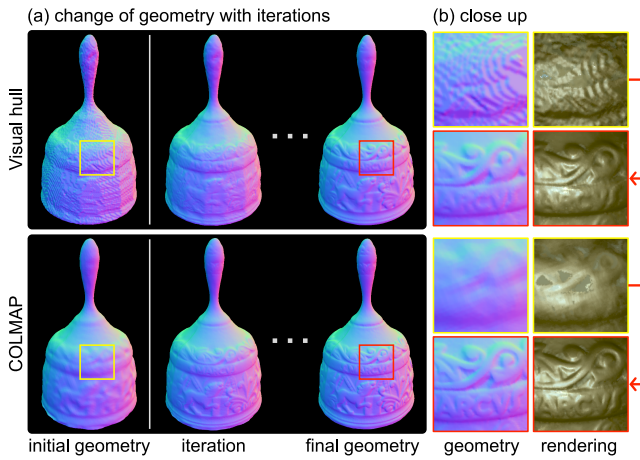 (a) change of geometry with iterations
(b) close up
Visual hull
COLMAP
initial geometry
iteration
final geometry
geometry
rendering